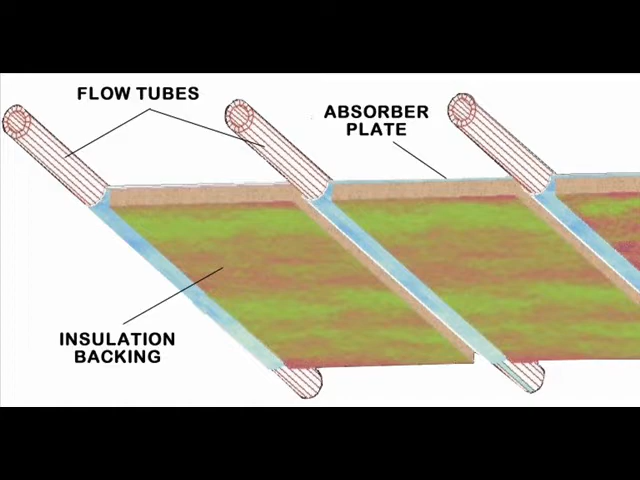 FLOW TUBES
ABSORBER
PLATE
INSULATION
BACKING